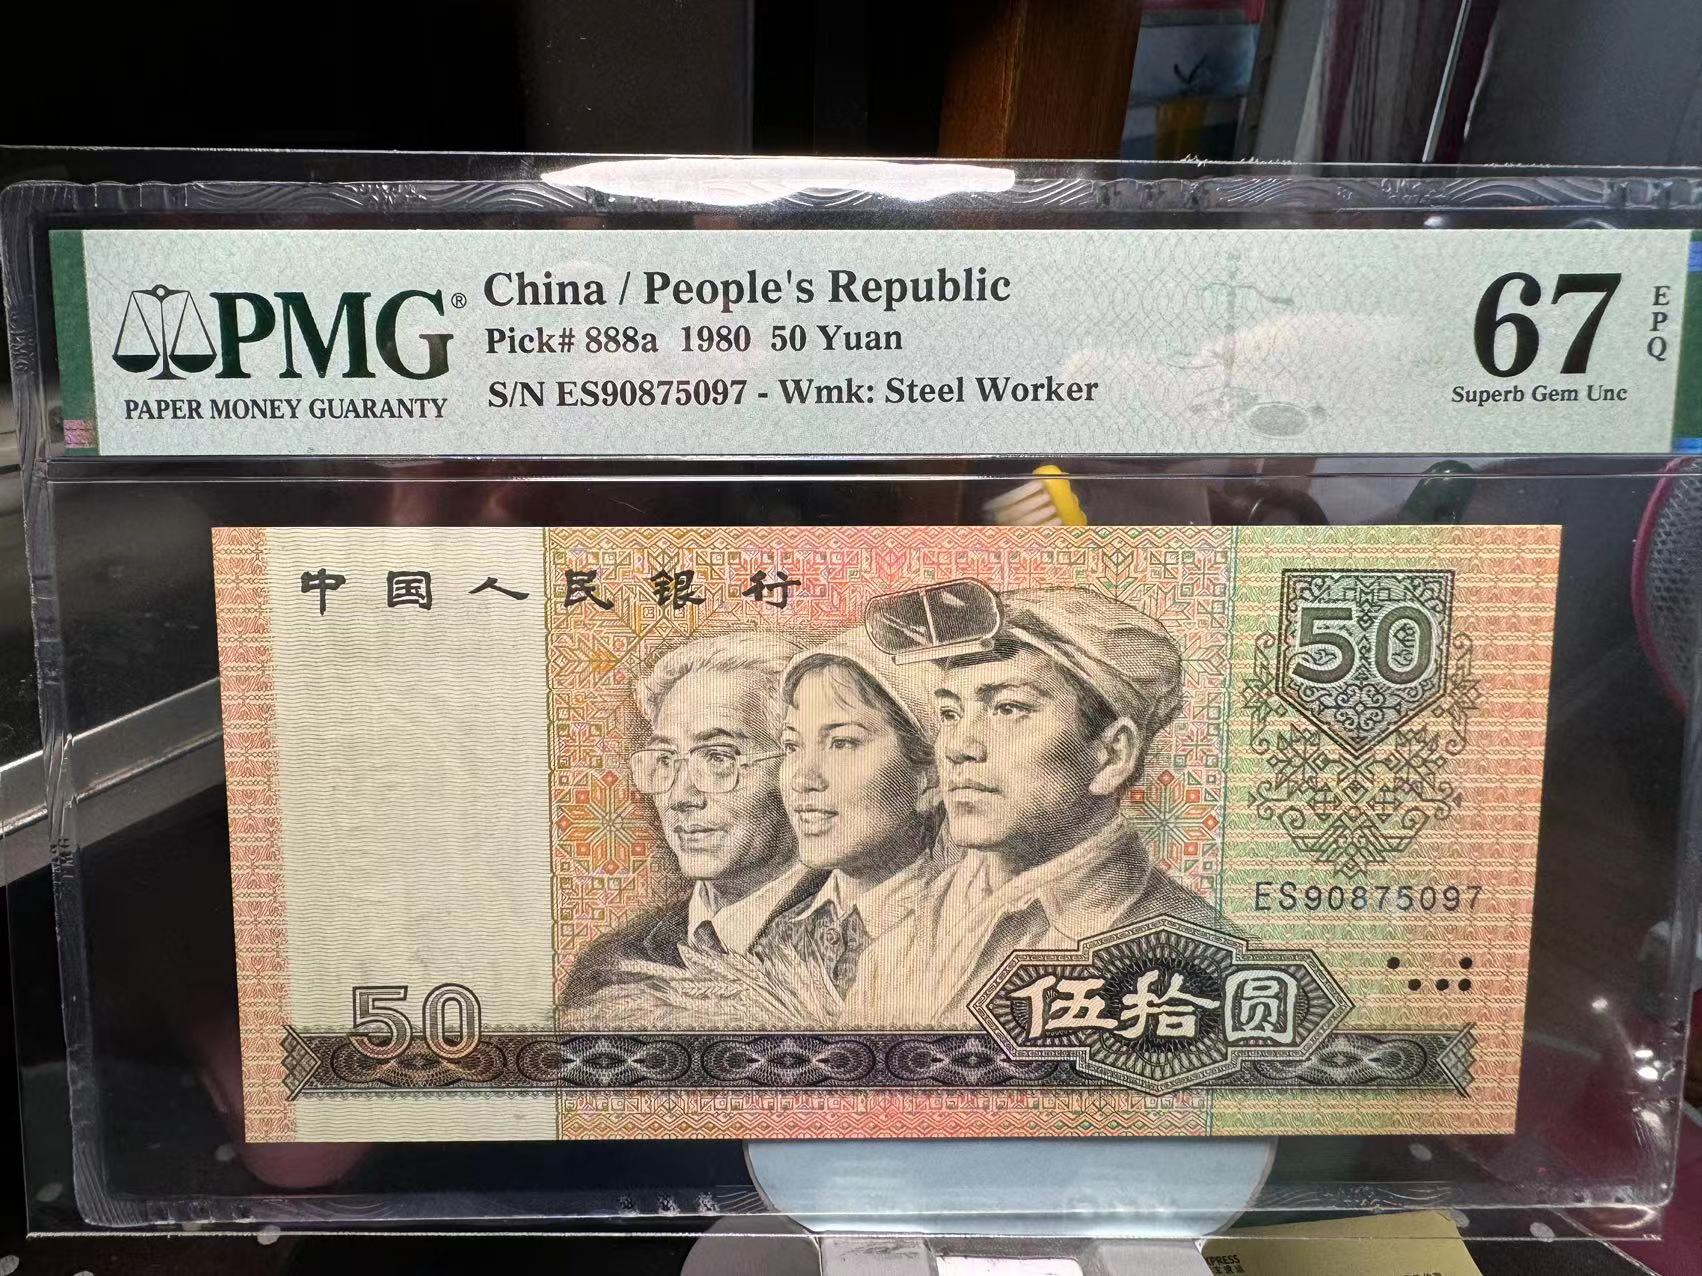 PMG®
PAPER MONEY GUARANTY
China / People's Republic
Pick# 888a 1980 50 Yuan
S/N ES90875097 - Wmk: Steel Worker
67
EPQ
Superb Gem Unc
中国人民银行
50
ES90875097
50
伍拾圆